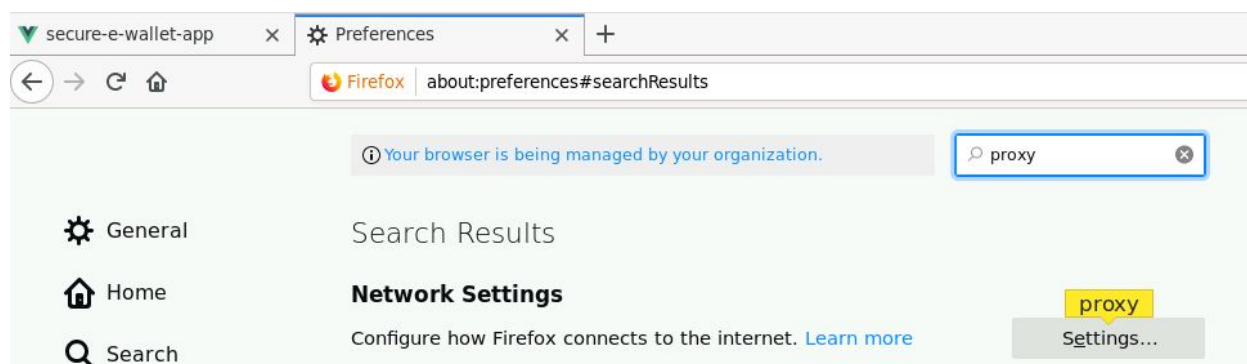 secure-e-wallet-app Preferences
Firefox about:preferences#searchResults
Your browser is being managed by your organization. proxy
General Search Results
Home Network Settings proxy
Search Configure how Firefox connects to the internet. Learn more Settings...